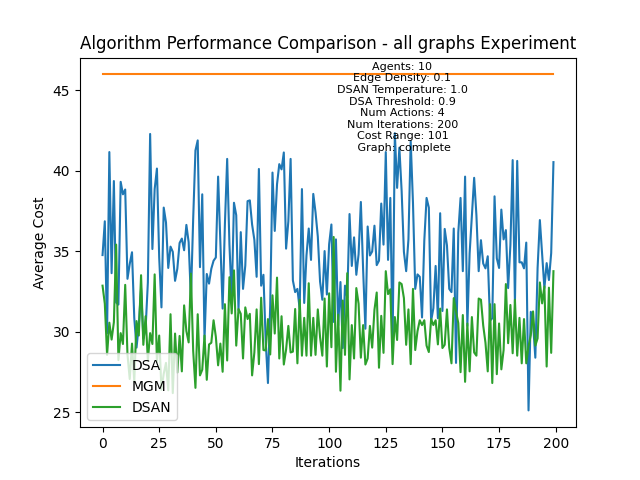 Algorithm Performance Comparison - all graphs Experiment
Agents: 10
Edge Density: 0.1
DSAN Temperature: 1.0
DSA Threshold: 0.9
Num Actions: 4
Num Iterations: 200
Cost Range: 101
Graph: complete
Average Cost
45
40
35
30
25
DSA
MGM
DSAN
0
25
50
75
100
125
150
175
200
Iterations